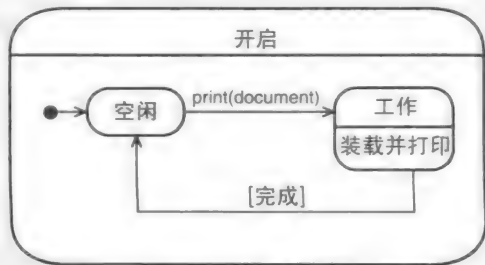 开启
空闲
print(document)
工作
装载并打印
[完成]